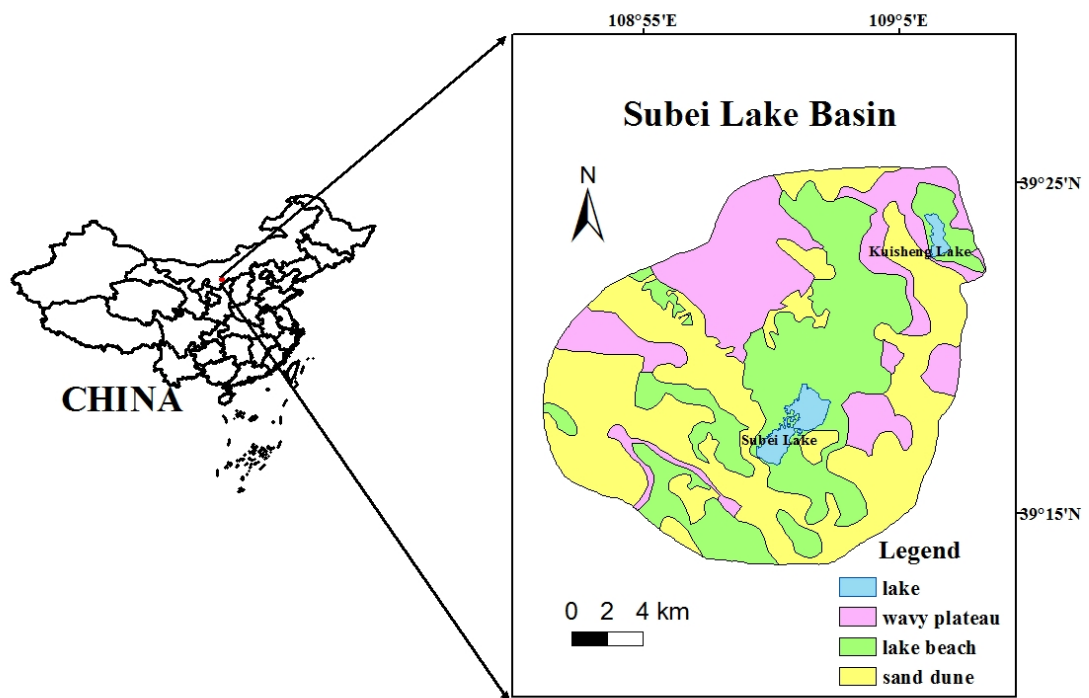 108°55'E
109°5'E
Subei Lake Basin
N
39°25'N
Kuisheng Lake
CHINA
Subei Lake
39°15'N
Legend
0 2 4 km
lake
wavy plateau
lake beach
sand dune